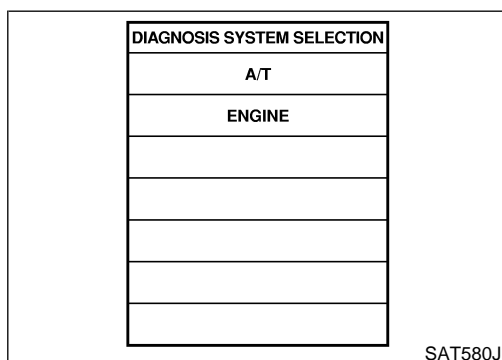 DIAGNOSIS SYSTEM SELECTION
A/T
ENGINE
SAT580J